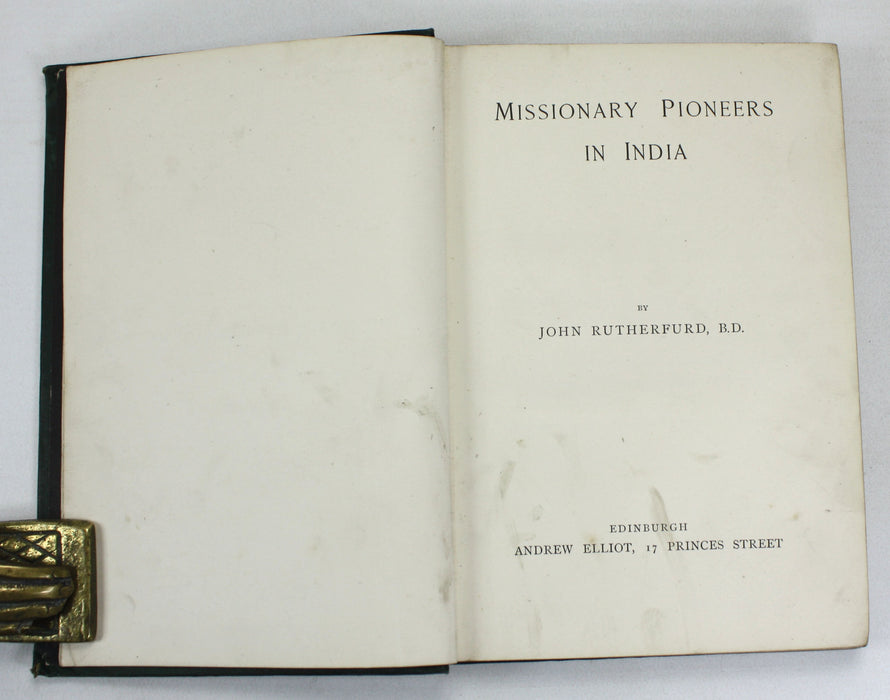 MISSIONARY PIONEERS
IN INDIA
BY
JOHN RUTHERFURD, B.D.
EDINBURGH
ANDREW ELLIOT, 17 PRINCES STREET